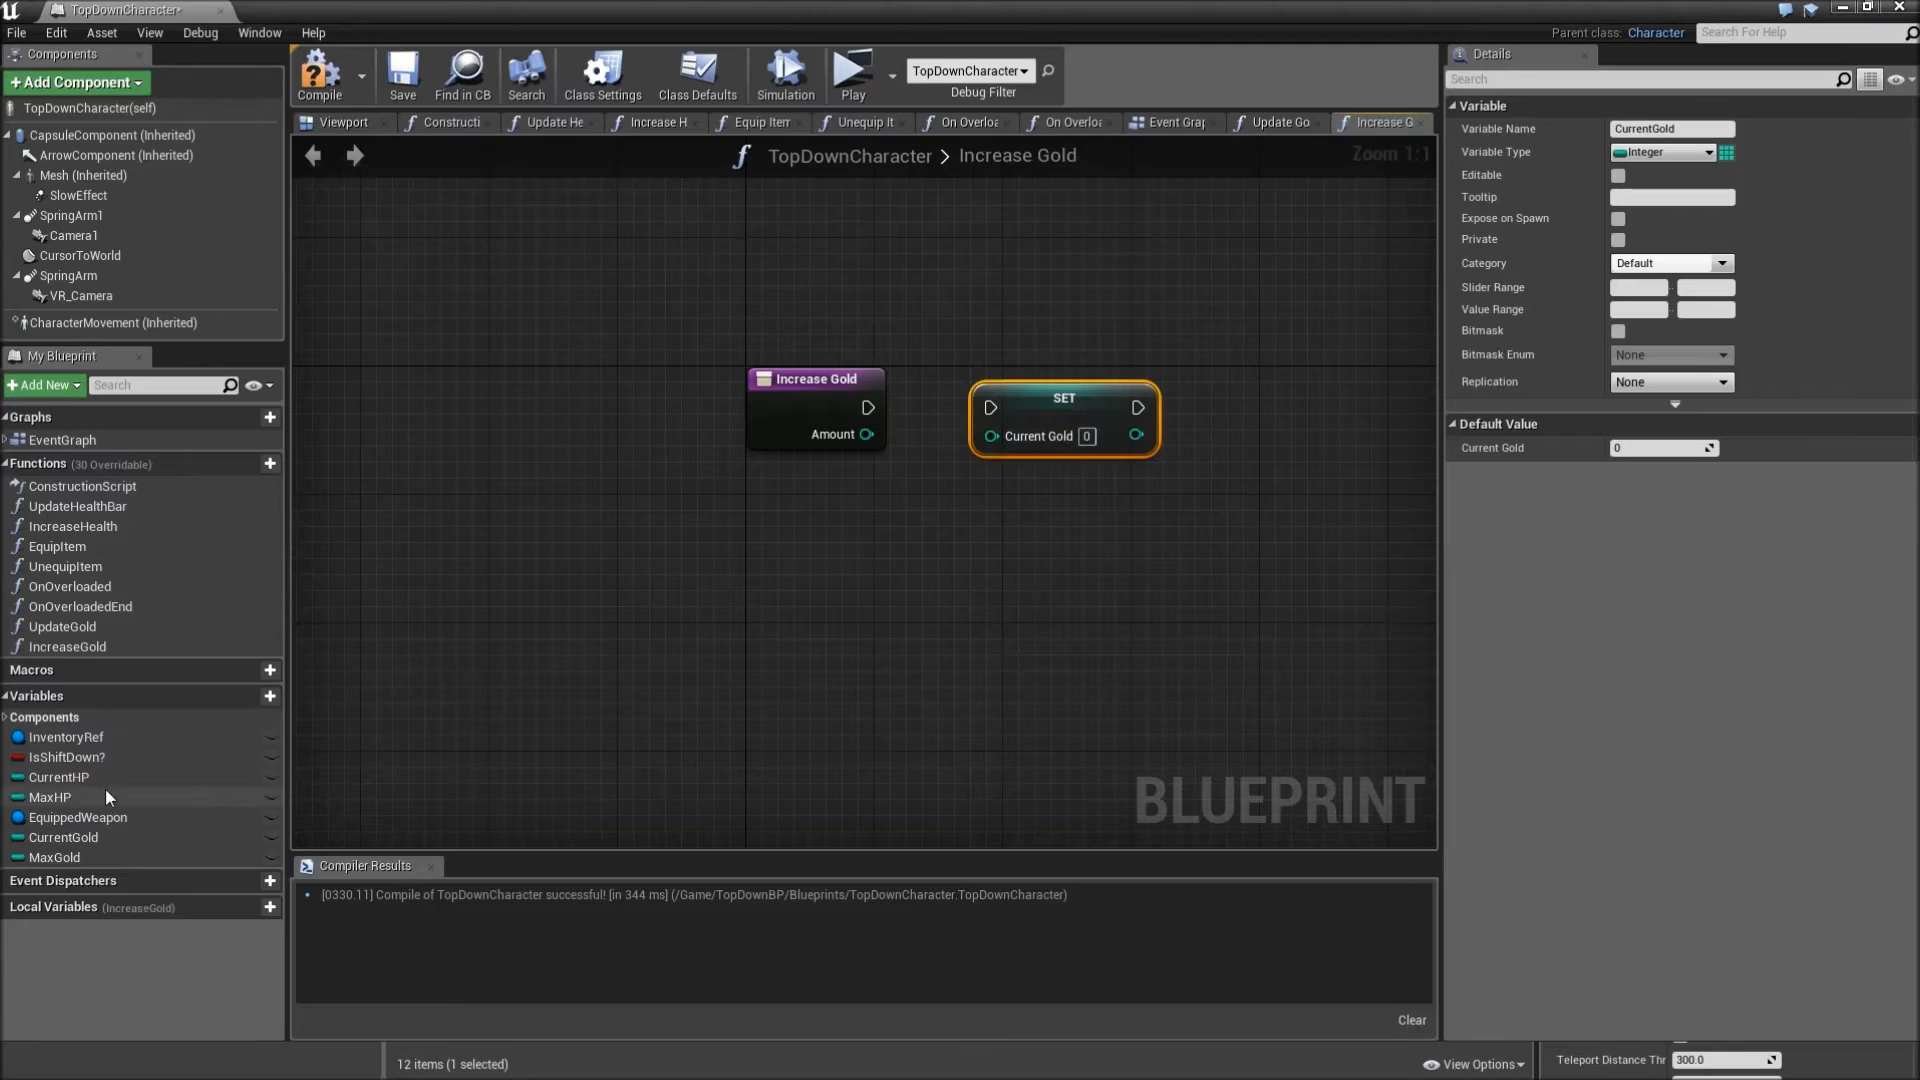 TopDownCharacter*
File Edit Asset View Debug Window Help
Parent class: Character Search For Help
Components
Add Component
TopDownCharacter(self)
CapsuleComponent (Inherited)
ArrowComponent (Inherited)
Mesh (Inherited)
SlowEffect
SpringArm1
Camera1
CursorToWorld
SpringArm
VR_Camera
CharacterMovement (Inherited)
My Blueprint
Add New Search
Graphs
EventGraph
Functions (30 Overridable)
ConstructionScript
UpdateHealthBar
IncreaseHealth
EquipItem
UnequipItem
OnOverloaded
OnOverloadedEnd
UpdateGold
IncreaseGold
Macros
Variables
Components
InventoryRef
IsShiftDown?
CurrentHP
MaxHP
EquippedWeapon
CurrentGold
MaxGold
Event Dispatchers
Local Variables (IncreaseGold)
Compile Save Find in CB Search Class Settings Class Defaults Simulation Play
TopDownCharacter
Debug Filter
Viewport Constructi Update He Increase H Equip Item Unequip It On Overloa On Overloa Event Grap Update Go Increase G
TopDownCharacter > Increase Gold
Zoom 1:1
Increase Gold
Amount
SET
Current Gold 0
BLUEPRINT
Compiler Results
[0330.11] Compile of TopDownCharacter successful! [in 344 ms] (/Game/TopDownBP/Blueprints/TopDownCharacter.TopDownCharacter)
Clear
12 items (1 selected)
View Options
Details
Search
Variable
Variable Name CurrentGold
Variable Type Integer
Editable
Tooltip
Expose on Spawn
Private
Category Default
Slider Range
Value Range
Bitmask
Bitmask Enum None
Replication None
Default Value
Current Gold 0
Teleport Distance Thr 300.0